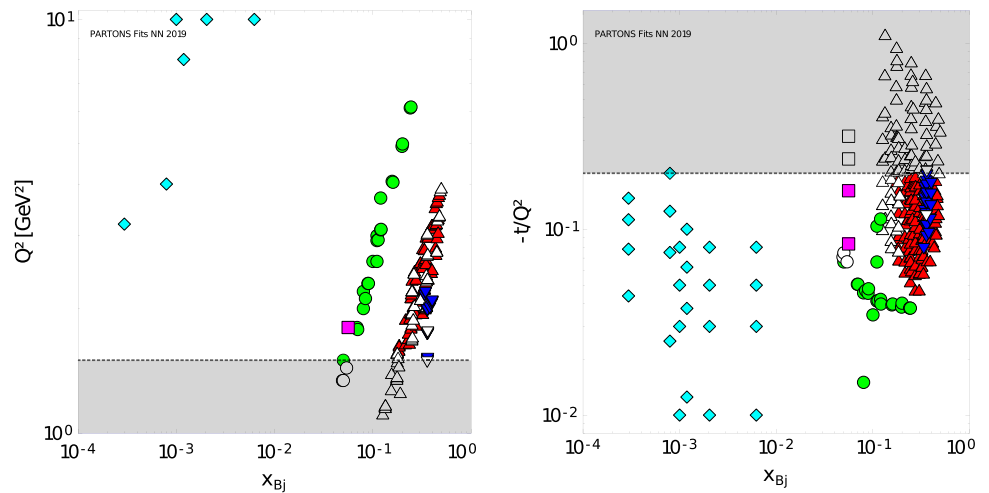 10¹
PARTONS Fits NN 2019
Q² [GeV²]
10⁰
10⁻⁴ 10⁻³ 10⁻² 10⁻¹ 10⁰
x_Bj
PARTONS Fits NN 2019
10⁰
-t/Q²
10⁻¹
10⁻²
10⁻⁴ 10⁻³ 10⁻² 10⁻¹ 10⁰
x_Bj